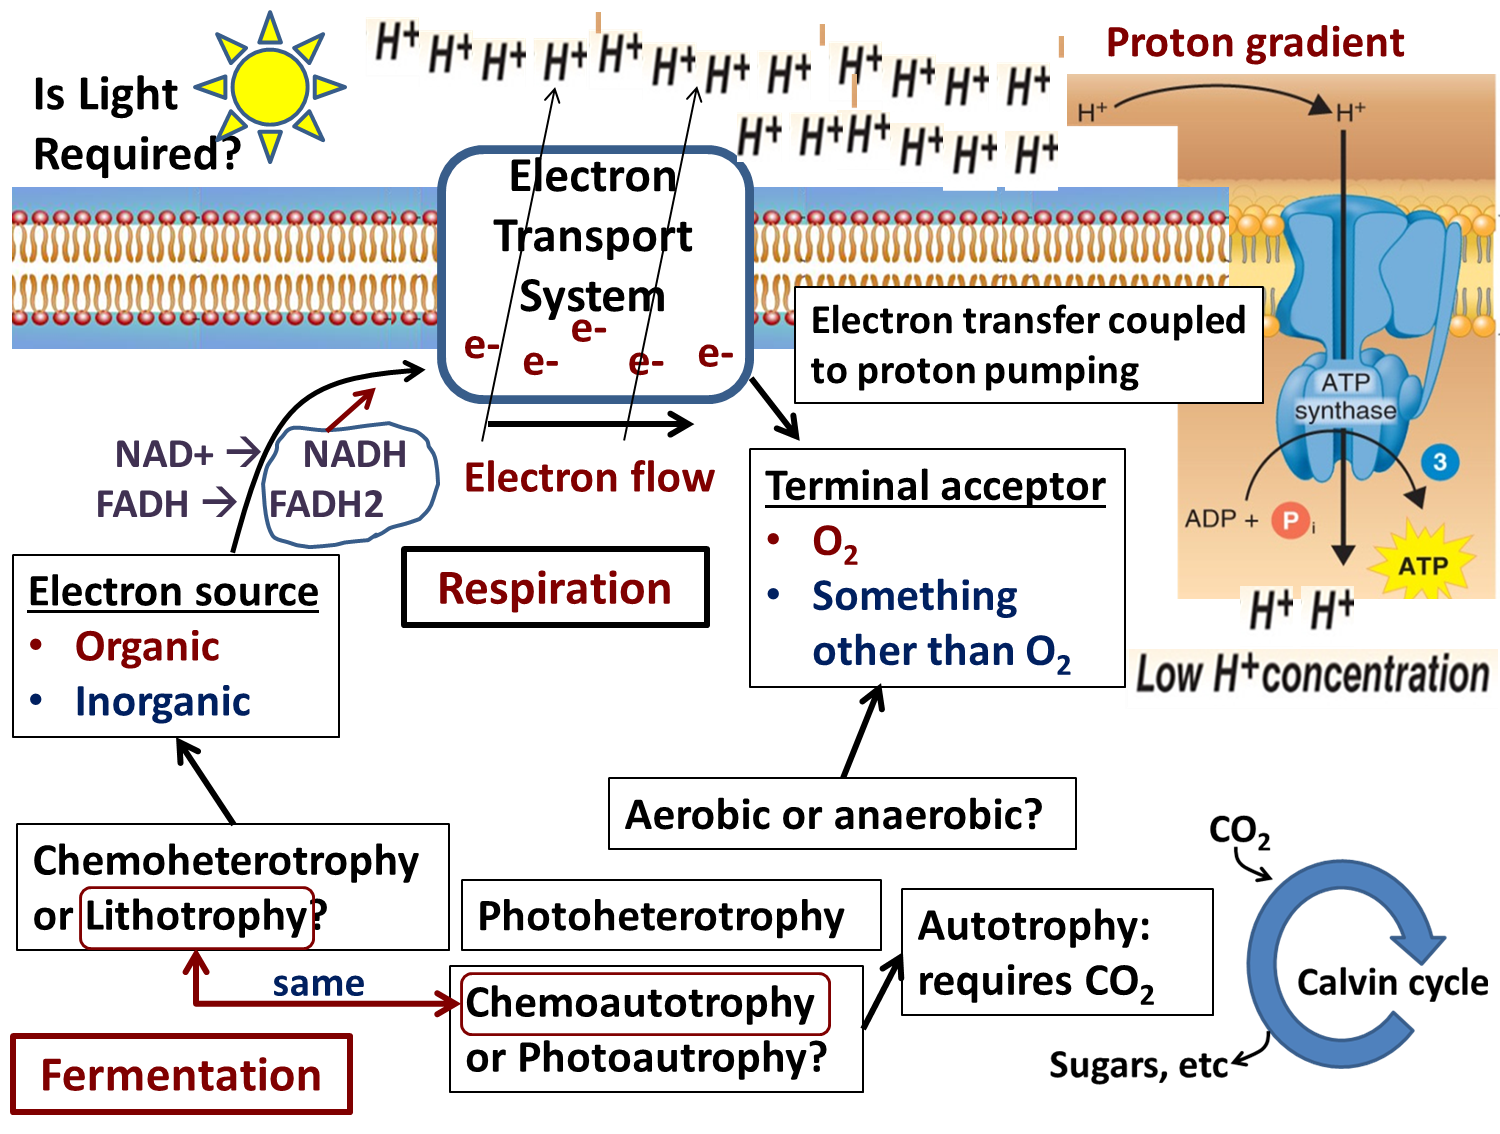 Is Light
Required?
H⁺ H⁺ H⁺ H⁺ H⁺ H⁺ H⁺ H⁺ H⁺ H⁺ H⁺ H⁺
H⁺ H⁺ H⁺ H⁺ H⁺ H⁺
Proton gradient
H⁺ H⁺
Electron
Transport
System
e- e- e- e- e-
Electron transfer coupled
to proton pumping
ATP
synthase
3
ADP + P i
ATP
H⁺ H⁺
Low H⁺ concentration
NAD+ → NADH
FADH → FADH2
Electron flow
Respiration
Terminal acceptor
• O₂
• Something
other than O₂
Electron source
• Organic
• Inorganic
Aerobic or anaerobic?
Chemoheterotrophy
or Lithotrophy?
same
Photoheterotrophy
Chemoautotrophy
or Photoautrophy?
Autotrophy:
requires CO₂
Fermentation
CO₂
Calvin cycle
Sugars, etc